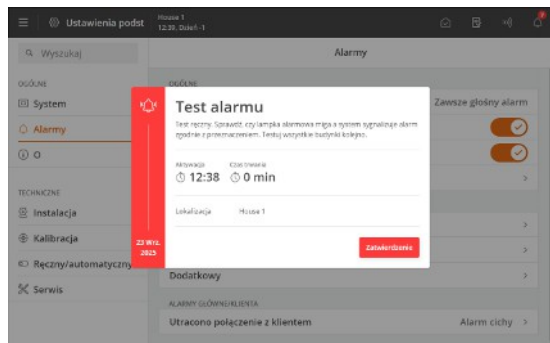 Ustawienia podst
House 1
12:39, Dzień -1
Wyszukaj
Alarmy
OGÓLNE
System
Alarmy
O
TECHNICZNE
Instalacja
Kalibracja
Ręczny/automatyczny
Serwis
OGÓLNE
Zawsze głośny alarm
Test alarmu
Test ręczny. Sprawdź, czy lampka alarmowa miga a system sygnalizuje alarm
zgodnie z przeznaczeniem. Testuj wszystkie budynki kolejno.
Aktywacja
Czas trwania
12:38
0 min
Lokalizacja
House 1
23 Wrz.
2025
Zatwierdzenie
Dodatkowy
ALARMY GŁÓWNE/KLIENTA
Utracono połączenie z klientem
Alarm cichy